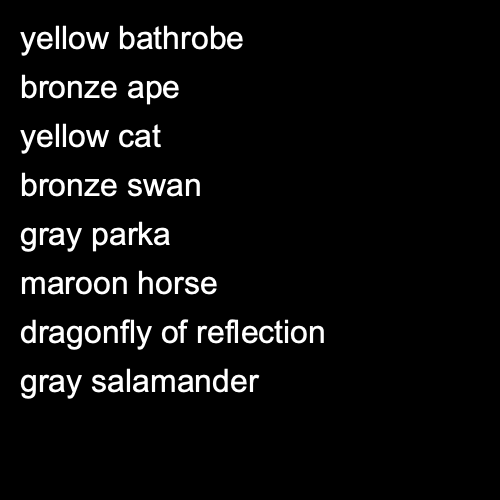 yellow bathrobe
bronze ape
yellow cat
bronze swan
gray parka
maroon horse
dragonfly of reflection
gray salamander